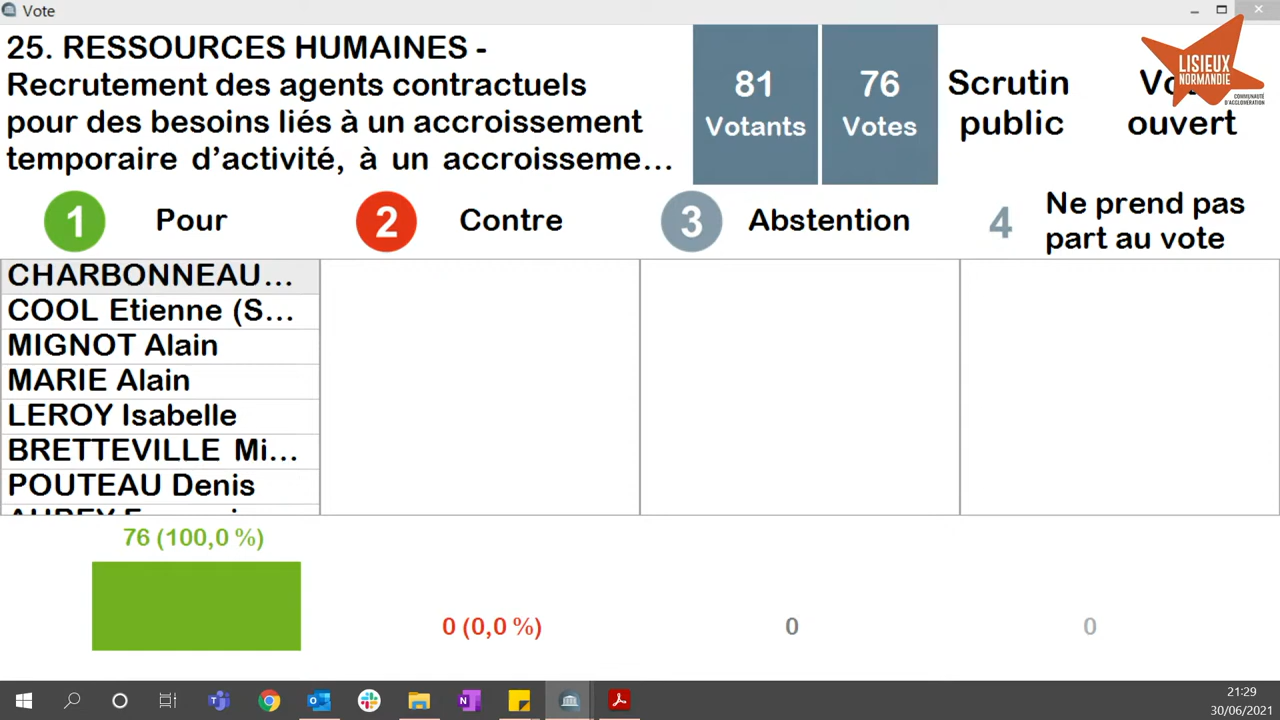 Vote
25. RESSOURCES HUMAINES -
Recrutement des agents contractuels
pour des besoins liés à un accroissement
temporaire d'activité, à un accroisseme...
81
Votants
76
Votes
Scrutin
public
ouvert
LISIEUX
NORMANDIE
COMMUNAUTÉ
D'AGGLOMÉRATION
1
Pour
2
Contre
3
Abstention
4
Ne prend pas
part au vote
CHARBONNEAU...
COOL Etienne (S...
MIGNOT Alain
MARIE Alain
LEROY Isabelle
BRETTEVILLE Mi...
POUTEAU Denis
76 (100,0 %)
0 (0,0 %)
0
0
21:29
30/06/2021